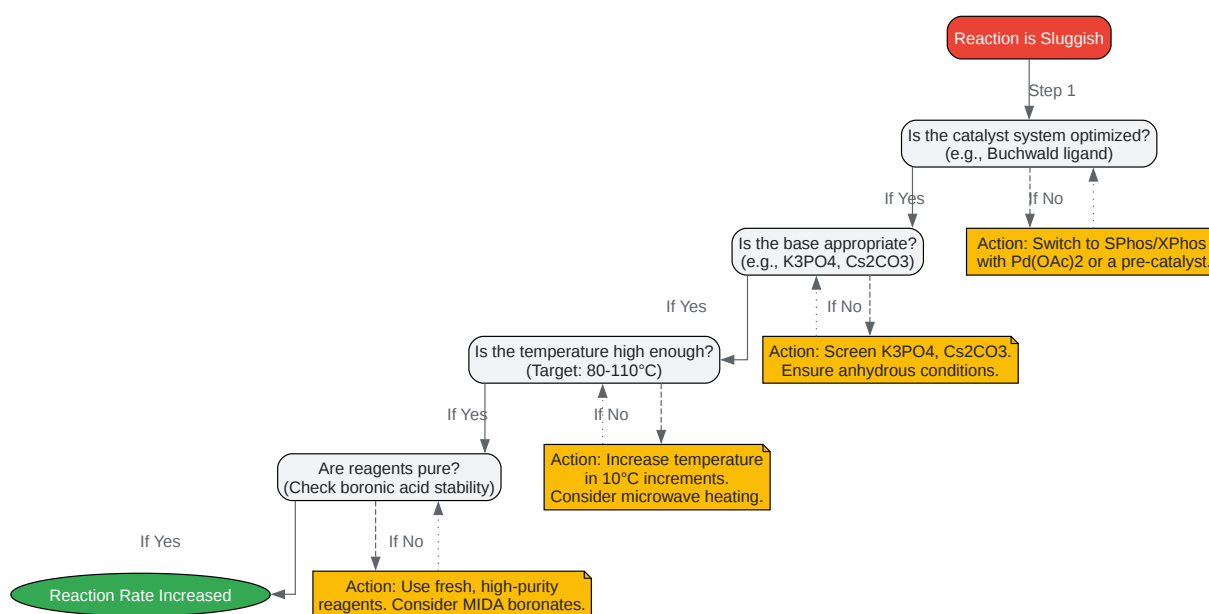 Reaction is Sluggish
Step 1
Is the catalyst system optimized?
(e.g., Buchwald ligand)
If Yes
If No
Is the base appropriate?
(e.g., K3PO4, Cs2CO3)
Action: Switch to SPhos/XPhos
with Pd(OAc)2 or a pre-catalyst.
If Yes
If No
Is the temperature high enough?
(Target: 80-110°C)
Action: Screen K3PO4, Cs2CO3.
Ensure anhydrous conditions.
If Yes
If No
Are reagents pure?
(Check boronic acid stability)
Action: Increase temperature
in 10°C increments.
Consider microwave heating.
If Yes
If No
Reaction Rate Increased
Action: Use fresh, high-purity
reagents. Consider MIDA boronates.